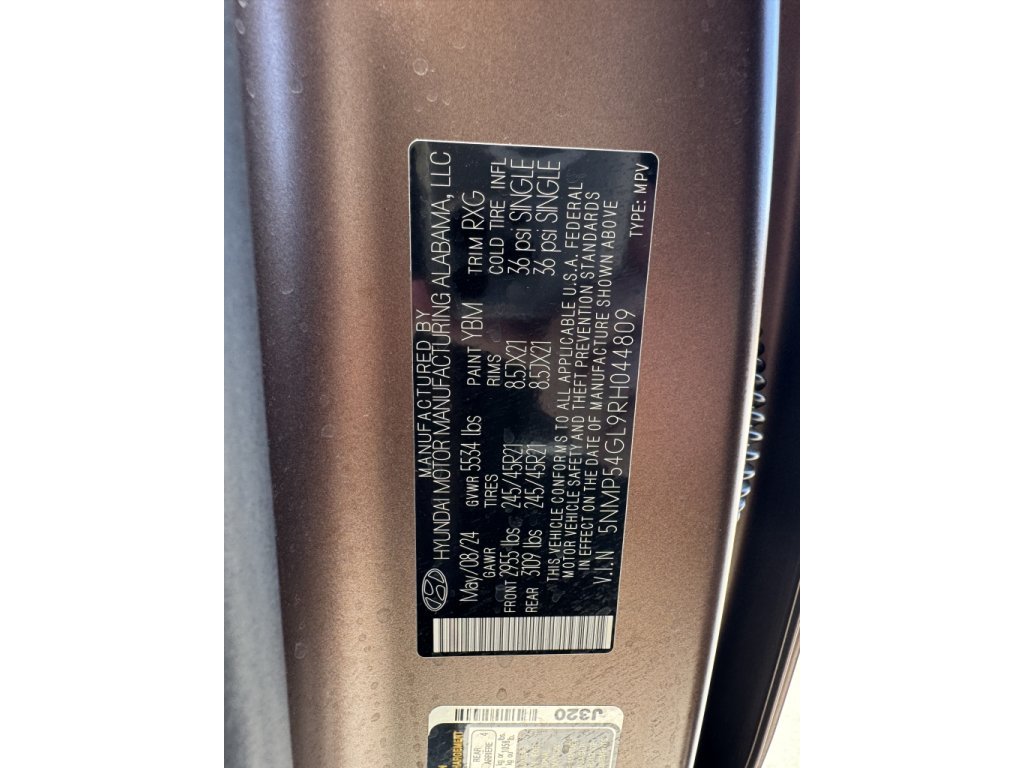 MANUFACTURED BY
HYUNDAI MOTOR MANUFACTURING ALABAMA, LLC
May/08/24 GVWR 5534 lbs PAINT YBM TRIM RXG
GAWR TIRES RIMS COLD TIRE INFL
FRONT 2955 lbs 245/45R21 8.5JX21 36 psi SINGLE
REAR 3109 lbs 245/45R21 8.5JX21 36 psi SINGLE
THIS VEHICLE CONFORMS TO ALL APPLICABLE U.S.A. FEDERAL
MOTOR VEHICLE SAFETY AND THEFT PREVENTION STANDARDS
IN EFFECT ON THE DATE OF MANUFACTURE SHOWN ABOVE
V.I.N 5NMP54GL9RH044809 TYPE: MPV
J320
REAR
4